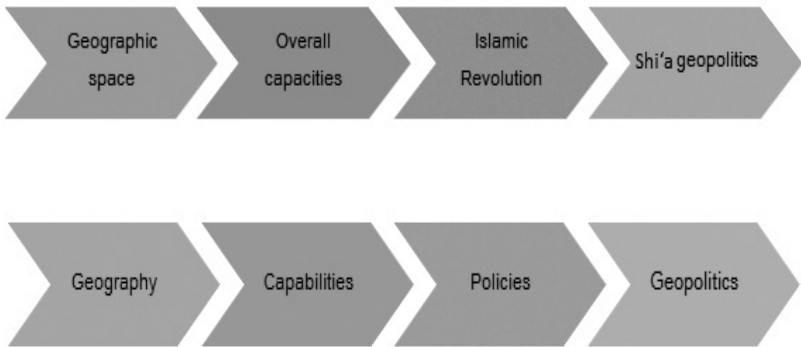 Geographic
space
Overall
capacities
Islamic
Revolution
Shi‘a geopolitics
Geography
Capabilities
Policies
Geopolitics